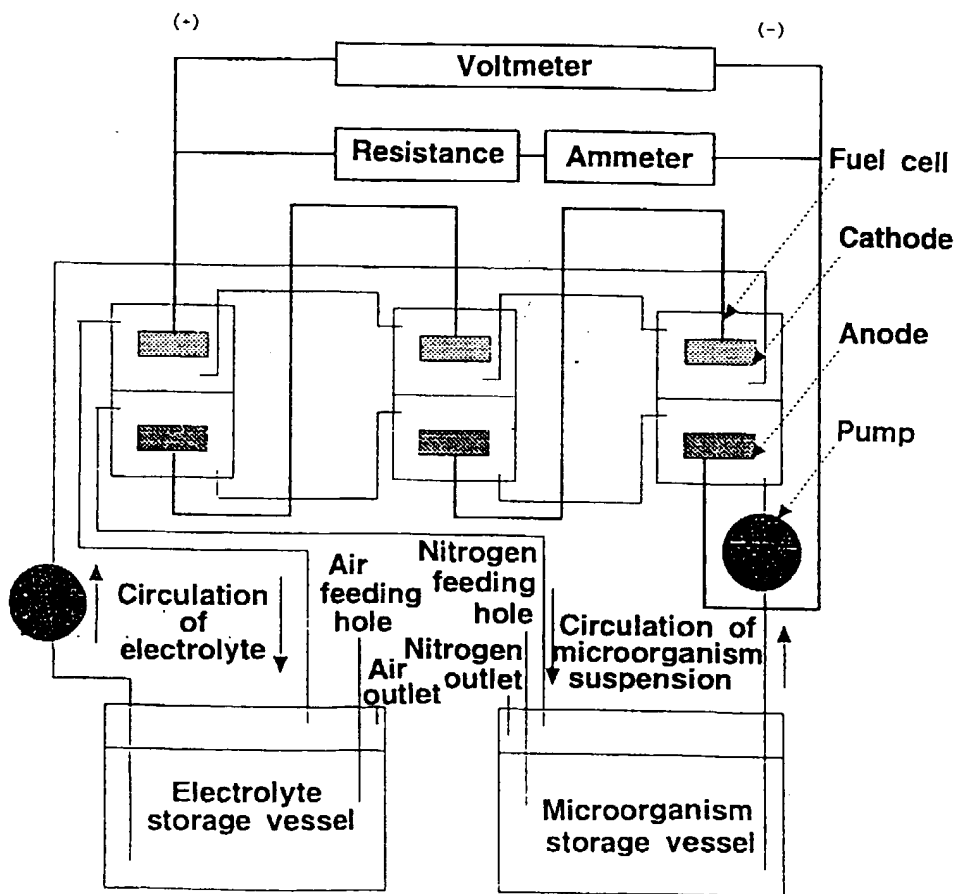 (+)
(-)
Voltmeter
Resistance
Ammeter
Fuel cell
Cathode
Anode
Pump
Circulation
of
electrolyte
Air
feeding
hole
Air
outlet
Nitrogen
feeding
hole
Nitrogen
outlet
Circulation of
microorganism
suspension
Electrolyte
storage vessel
Microorganism
storage vessel